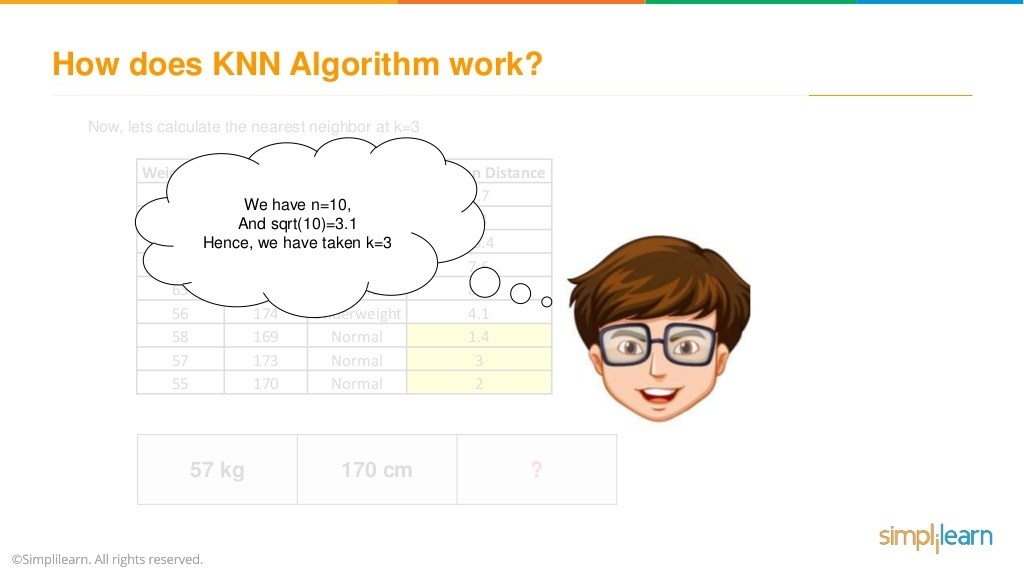 How does KNN Algorithm work?
Now, lets calculate the nearest neighbor at k=3
Distance
We have n=10,
And sqrt(10)=3.1
Hence, we have taken k=3
56 174 4.1
58 169 Normal 1.4
57 173 Normal 3
55 170 Normal 2
57 kg 170 cm ?
simplilearn
©Simplilearn. All rights reserved.